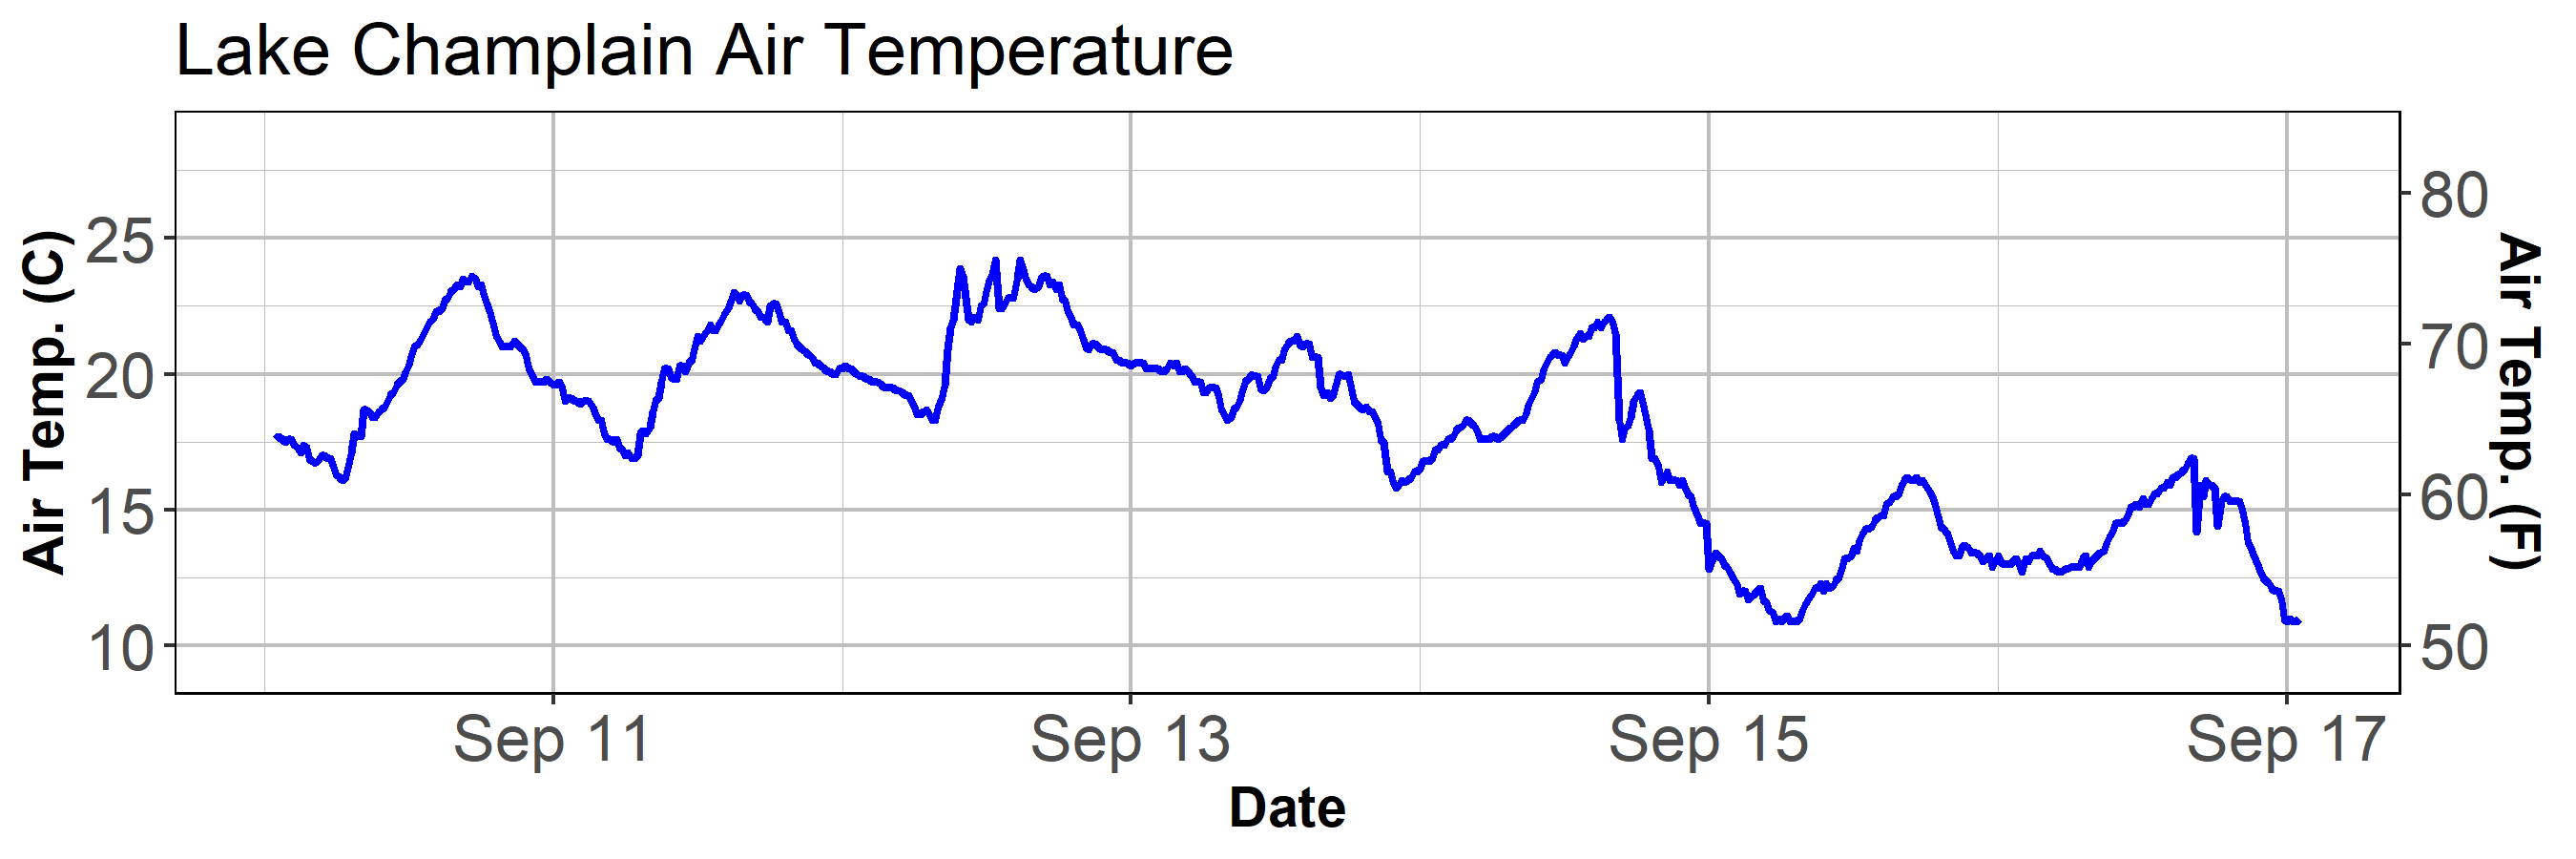 Lake Champlain Air Temperature
Air Temp. (C)
25
20
15
10
80
70
60
50
Air Temp. (F)
Sep 11
Sep 13
Sep 15
Sep 17
Date